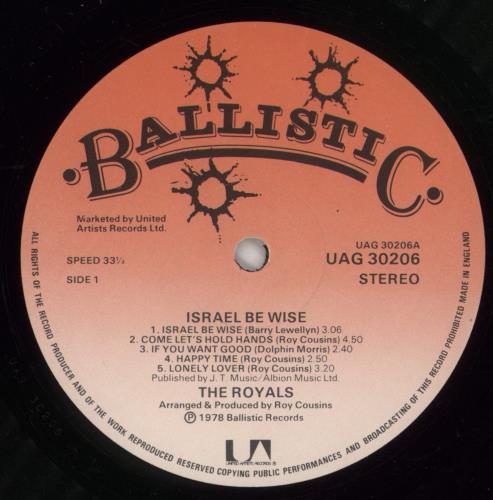 BALLISTIC
Marketed by United
Artists Records Ltd.
SPEED 33⅓
SIDE 1
UAG 30206A
UAG 30206
STEREO
ISRAEL BE WISE
1. ISRAEL BE WISE (Barry Lewellyn) 3.06
2. COME LET'S HOLD HANDS (Roy Cousins) 4.50
3. IF YOU WANT GOOD (Dolphin Morris) 2.40
4. HAPPY TIME (Roy Cousins) 2.50
5. LONELY LOVER (Roy Cousins) 3.20
Published by J. T. Music/Albion Music Ltd.
THE ROYALS
Arranged & Produced by Roy Cousins
Ⓟ 1978 Ballistic Records
UA
UNITED ARTISTS RECORDS ®
ALL RIGHTS OF THE RECORD PRODUCER AND OF THE WORK REPRODUCED RESERVED COPYING PUBLIC PERFORMANCES AND BROADCASTING OF THIS RECORD PROHIBITED MADE IN ENGLAND